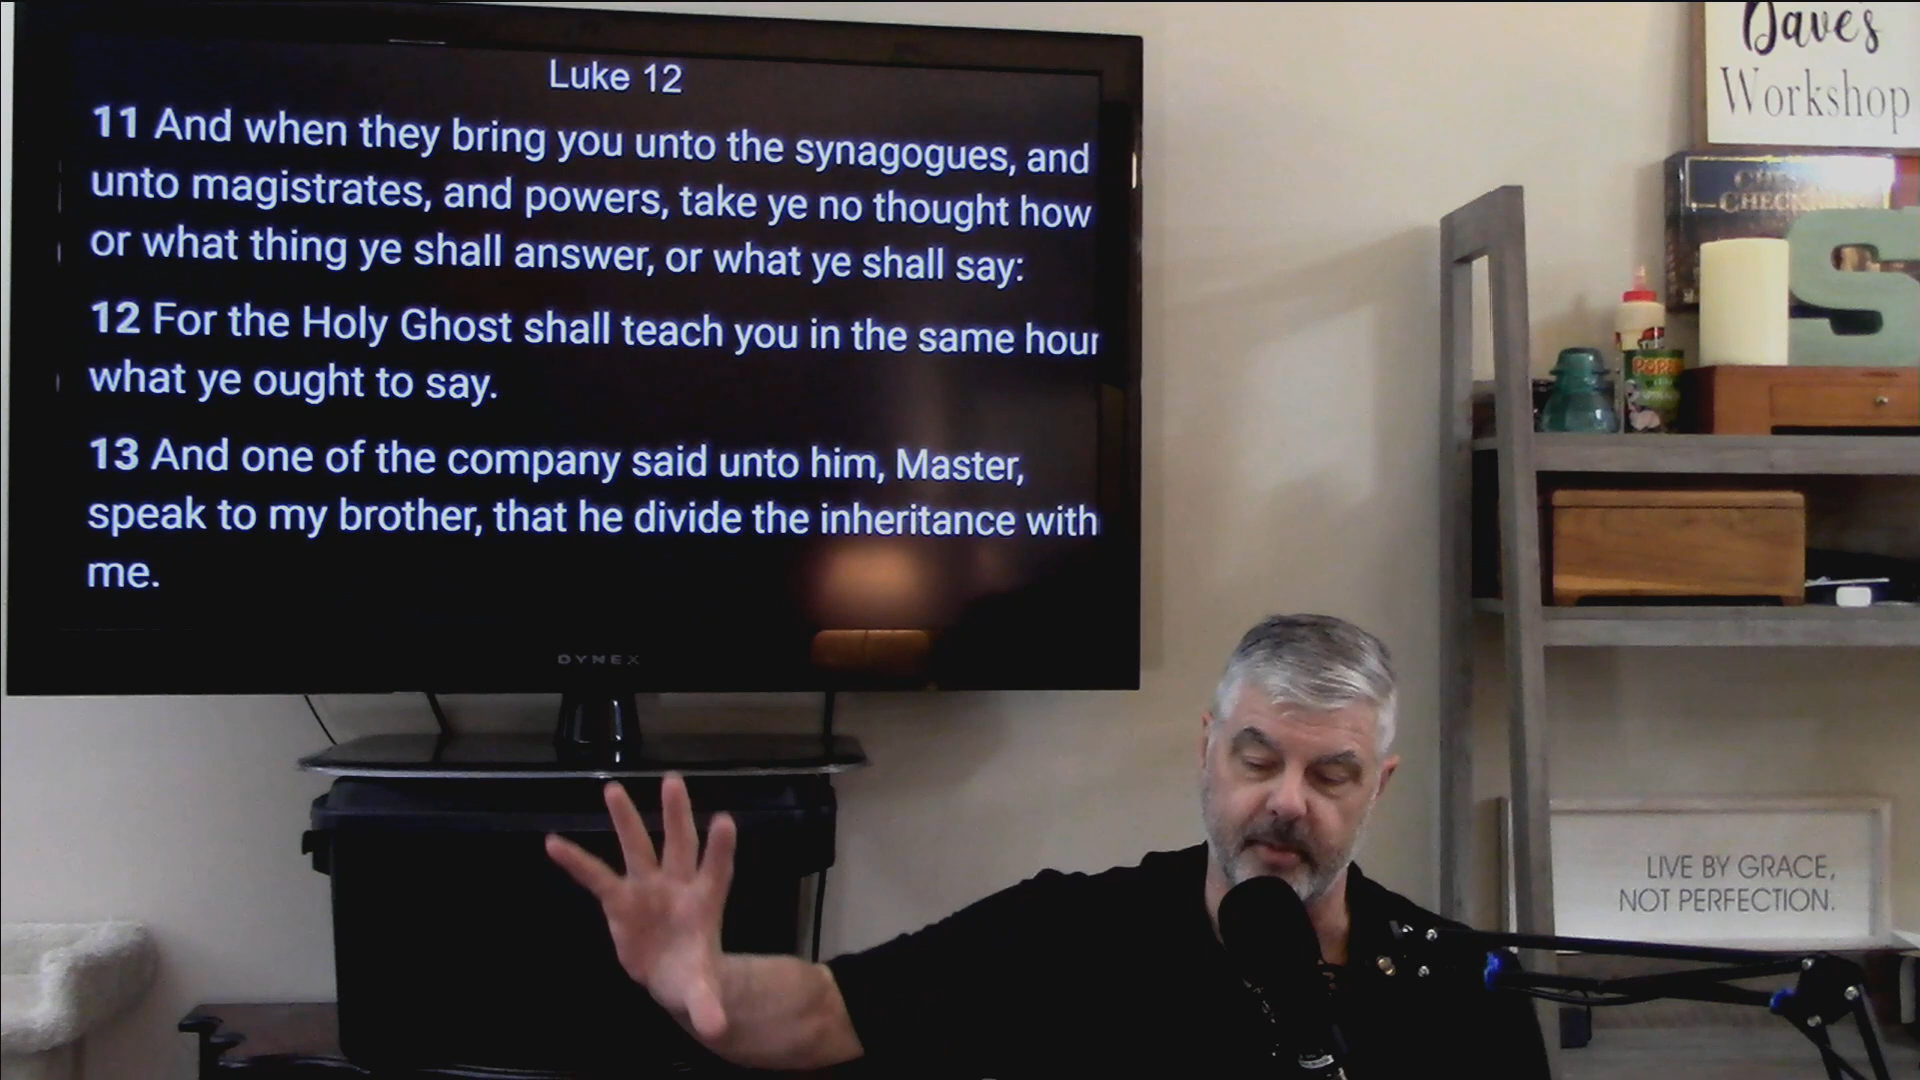 Luke 12
11 And when they bring you unto the synagogues, and
unto magistrates, and powers, take ye no thought how
or what thing ye shall answer, or what ye shall say:
12 For the Holy Ghost shall teach you in the same hour
what ye ought to say.
13 And one of the company said unto him, Master,
speak to my brother, that he divide the inheritance with
me.
DYNEX
Dave's
Workshop
S
LIVE BY GRACE,
NOT PERFECTION.